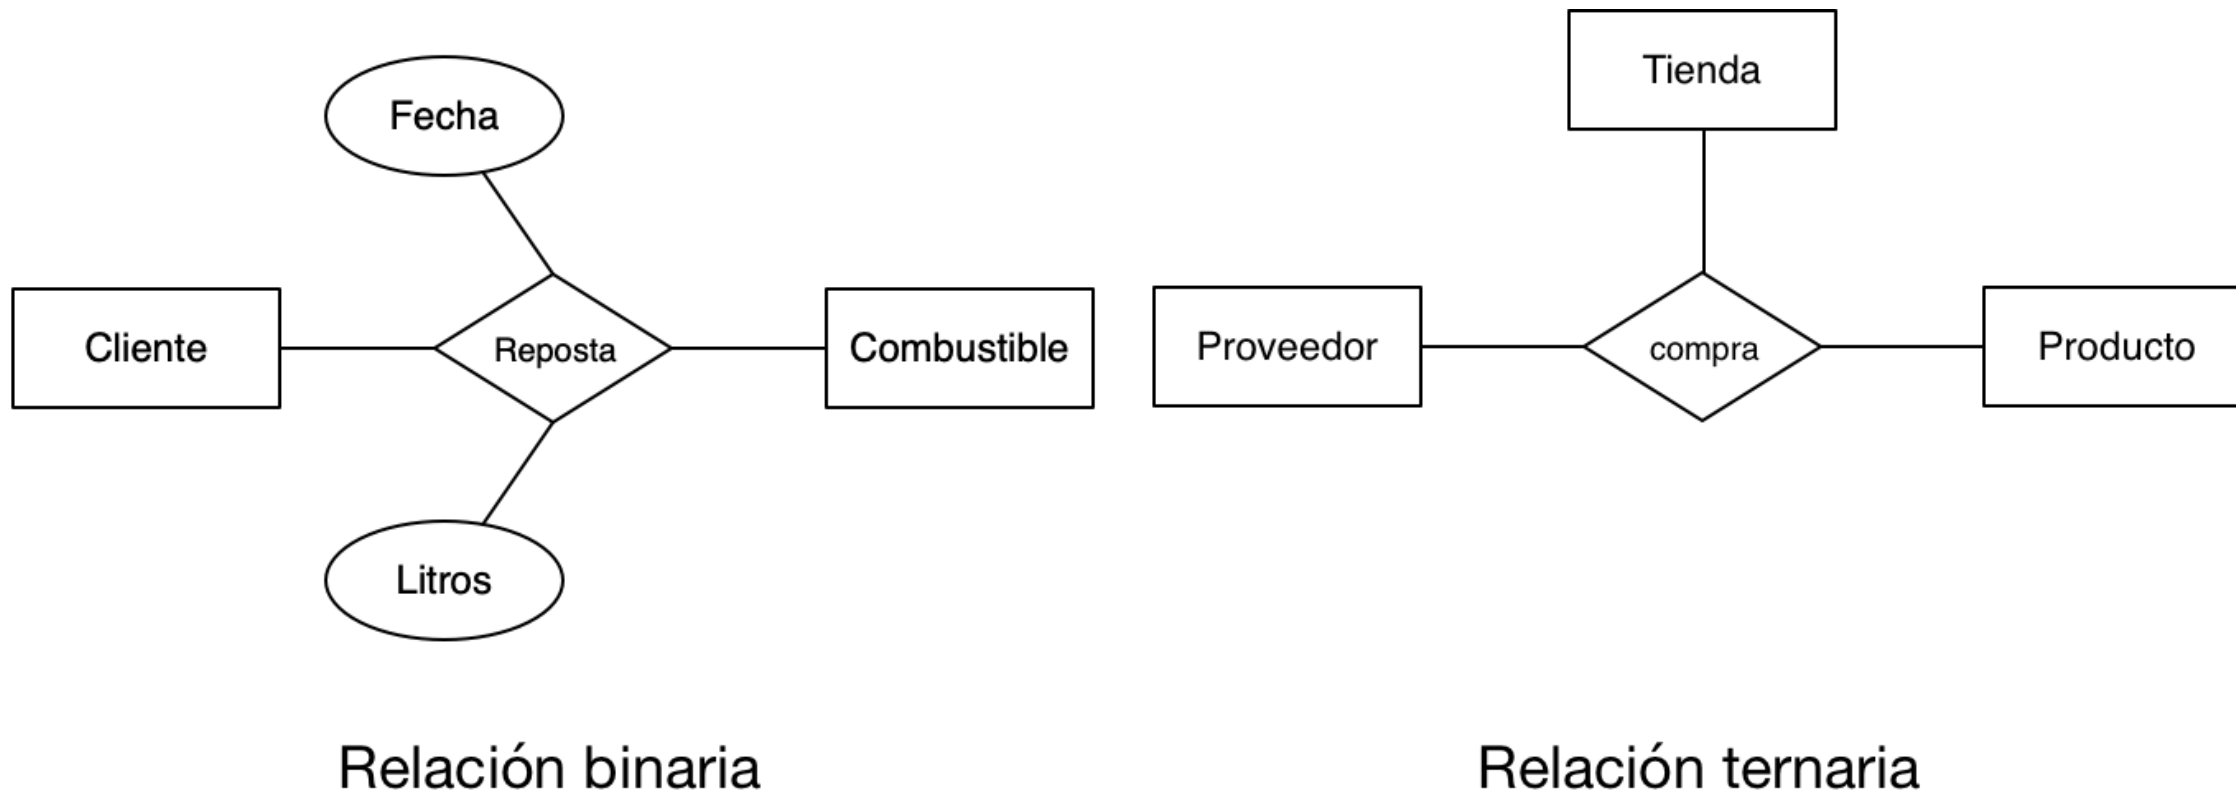 Fecha
Cliente
Reposta
Combustible
Litros
Relación binaria
Tienda
Proveedor
compra
Producto
Relación ternaria